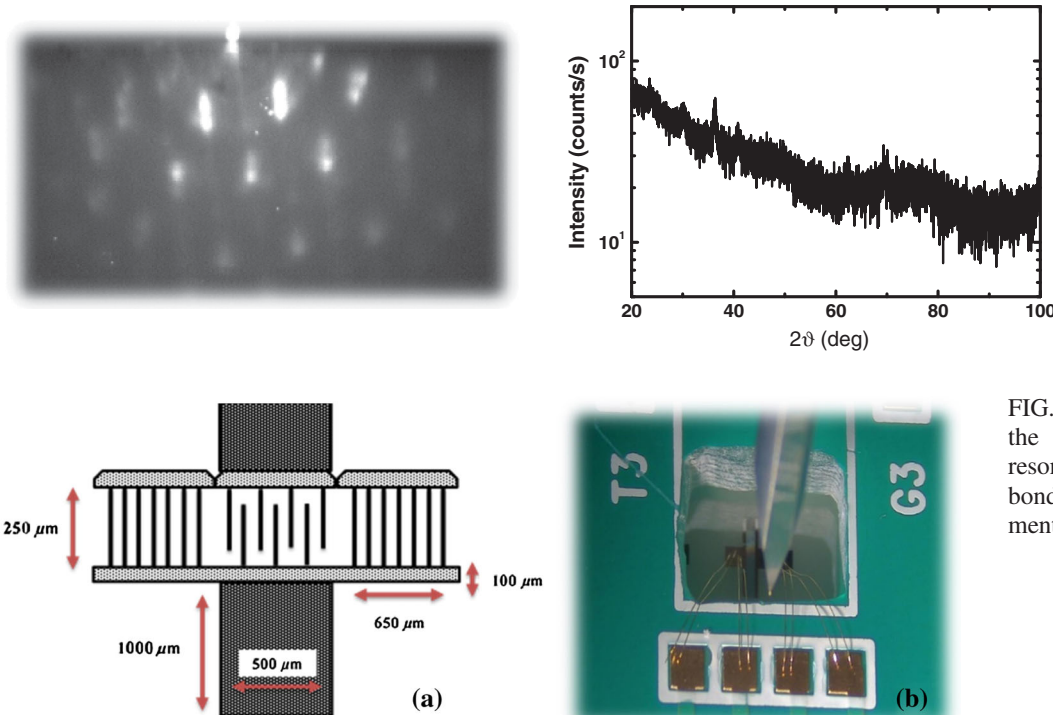 10²
10¹
Intensity (counts/s)
20
40
60
80
100
2ϑ (deg)
250 μm
100 μm
650 μm
1000 μm
500 μm
(a)
T3
G3
(b)
FIG.
the
resor
bond
ment